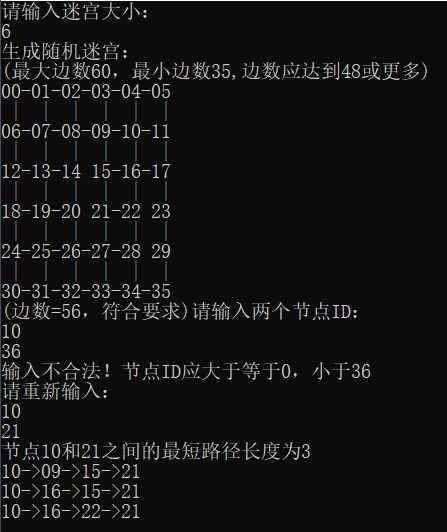 请输入迷宫大小：
6
生成随机迷宫：
(最大边数60，最小边数35,边数应达到48或更多)
00-01-02-03-04-05
| | | | | |
06-07-08-09-10-11
| | | | | |
12-13-14 15-16-17
| | | | | |
18-19-20 21-22 23
| | | | | |
24-25-26-27-28 29
| | | | | |
30-31-32-33-34-35
(边数=56，符合要求)请输入两个节点ID：
10
36
输入不合法！节点ID应大于等于0，小于36
请重新输入：
10
21
节点10和21之间的最短路径长度为3
10->09->15->21
10->16->15->21
10->16->22->21